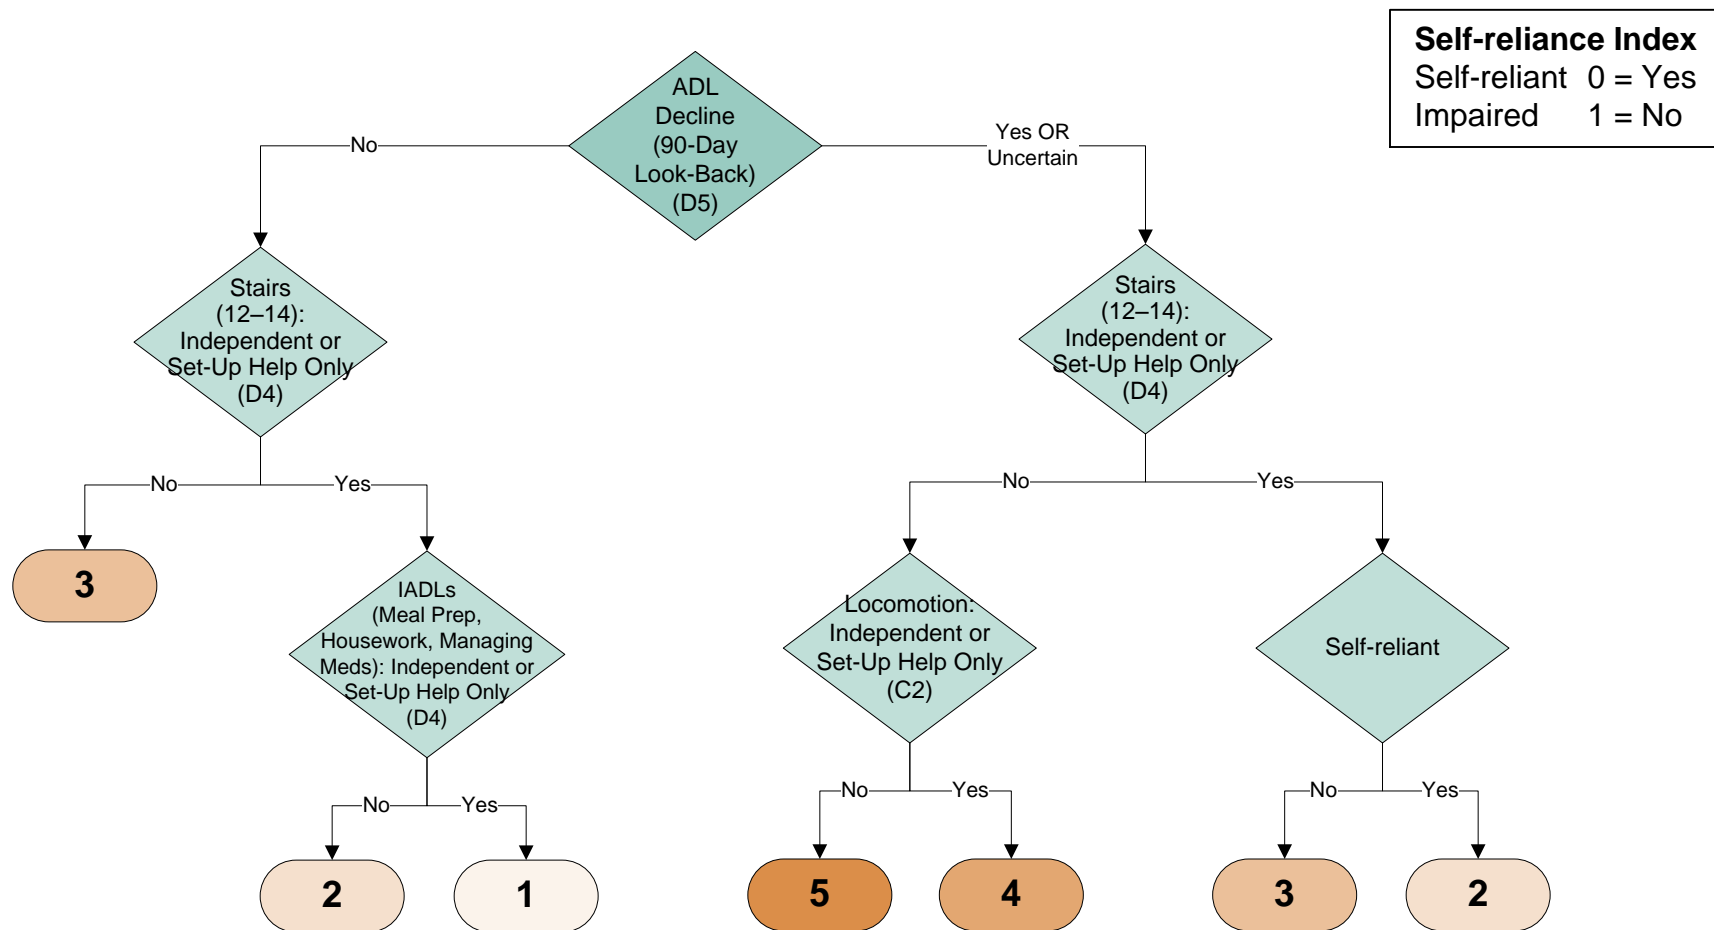 Self-reliance Index
Self-reliant 0 = Yes
Impaired 1 = No
ADL
Decline
(90-Day
Look-Back)
(D5)
No
Yes OR
Uncertain
Stairs
(12–14):
Independent or
Set-Up Help Only
(D4)
Stairs
(12–14):
Independent or
Set-Up Help Only
(D4)
No
Yes
No
Yes
3
IADLs
(Meal Prep,
Housework, Managing
Meds): Independent or
Set-Up Help Only
(D4)
Locomotion:
Independent or
Set-Up Help Only
(C2)
Self-reliant
No
Yes
No
Yes
No
Yes
2
1
5
4
3
2